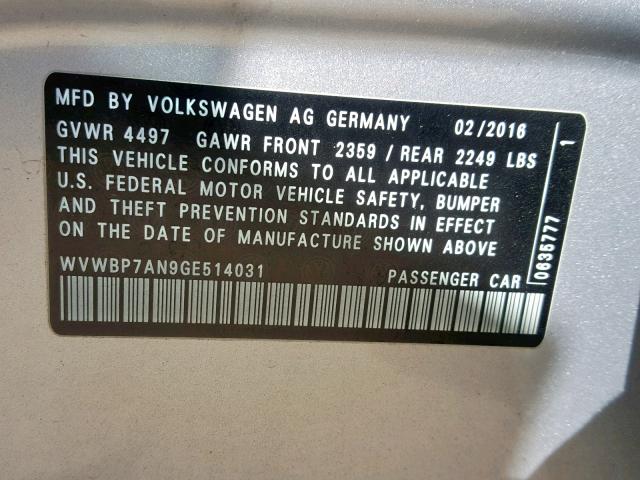 MFD BY VOLKSWAGEN AG GERMANY 02/2016
GVWR 4497 GAWR FRONT 2359 / REAR 2249 LBS
THIS VEHICLE CONFORMS TO ALL APPLICABLE
U.S. FEDERAL MOTOR VEHICLE SAFETY, BUMPER
AND THEFT PREVENTION STANDARDS IN EFFECT
ON THE DATE OF MANUFACTURE SHOWN ABOVE
WVWBP7AN9GE514031 PASSENGER CAR
0635777 1